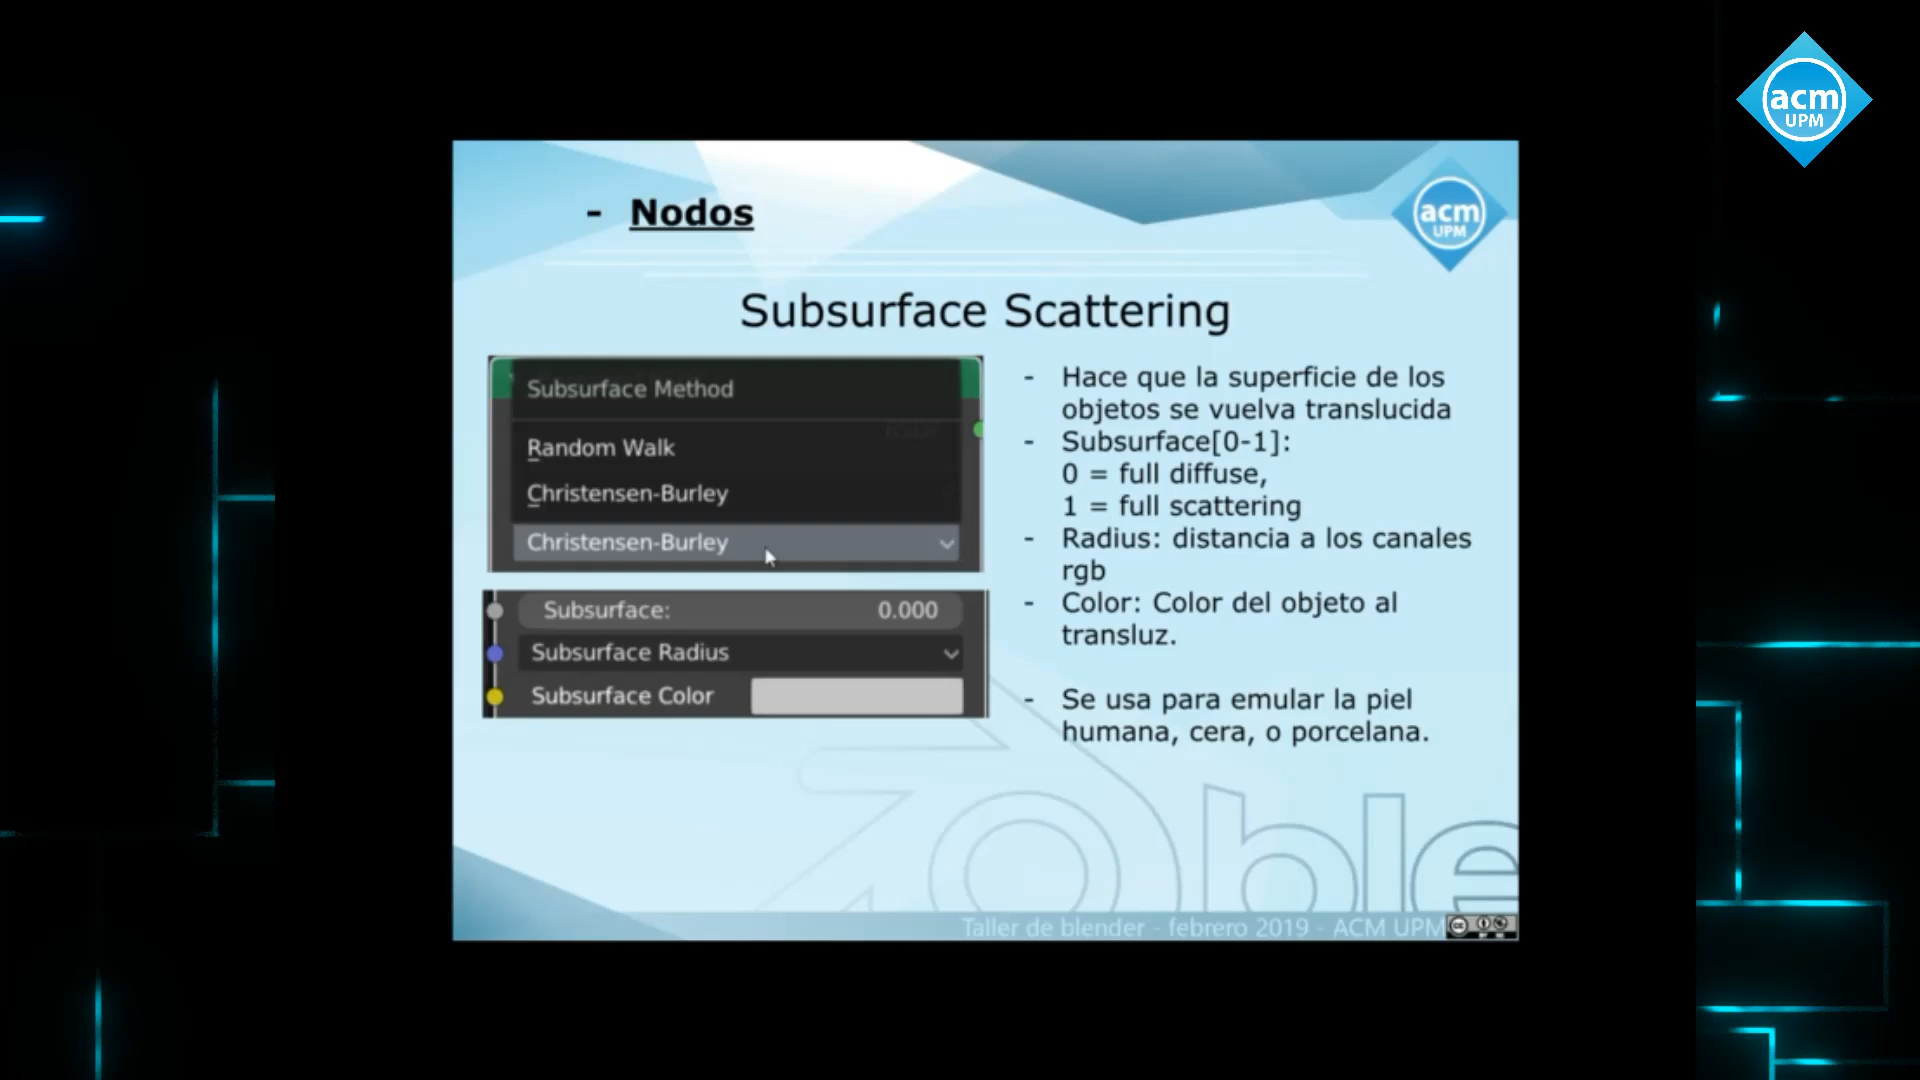 acm
UPM
- Nodos
acm
UPM
Subsurface Scattering
Subsurface Method
Random Walk
Christensen-Burley
Christensen-Burley
Subsurface: 0.000
Subsurface Radius
Subsurface Color
- Hace que la superficie de los
objetos se vuelva translucida
- Subsurface[0-1]:
0 = full diffuse,
1 = full scattering
- Radius: distancia a los canales
rgb
- Color: Color del objeto al
transluz.
- Se usa para emular la piel
humana, cera, o porcelana.
ble
Taller de blender - febrero 2019 - ACM UPM
cc